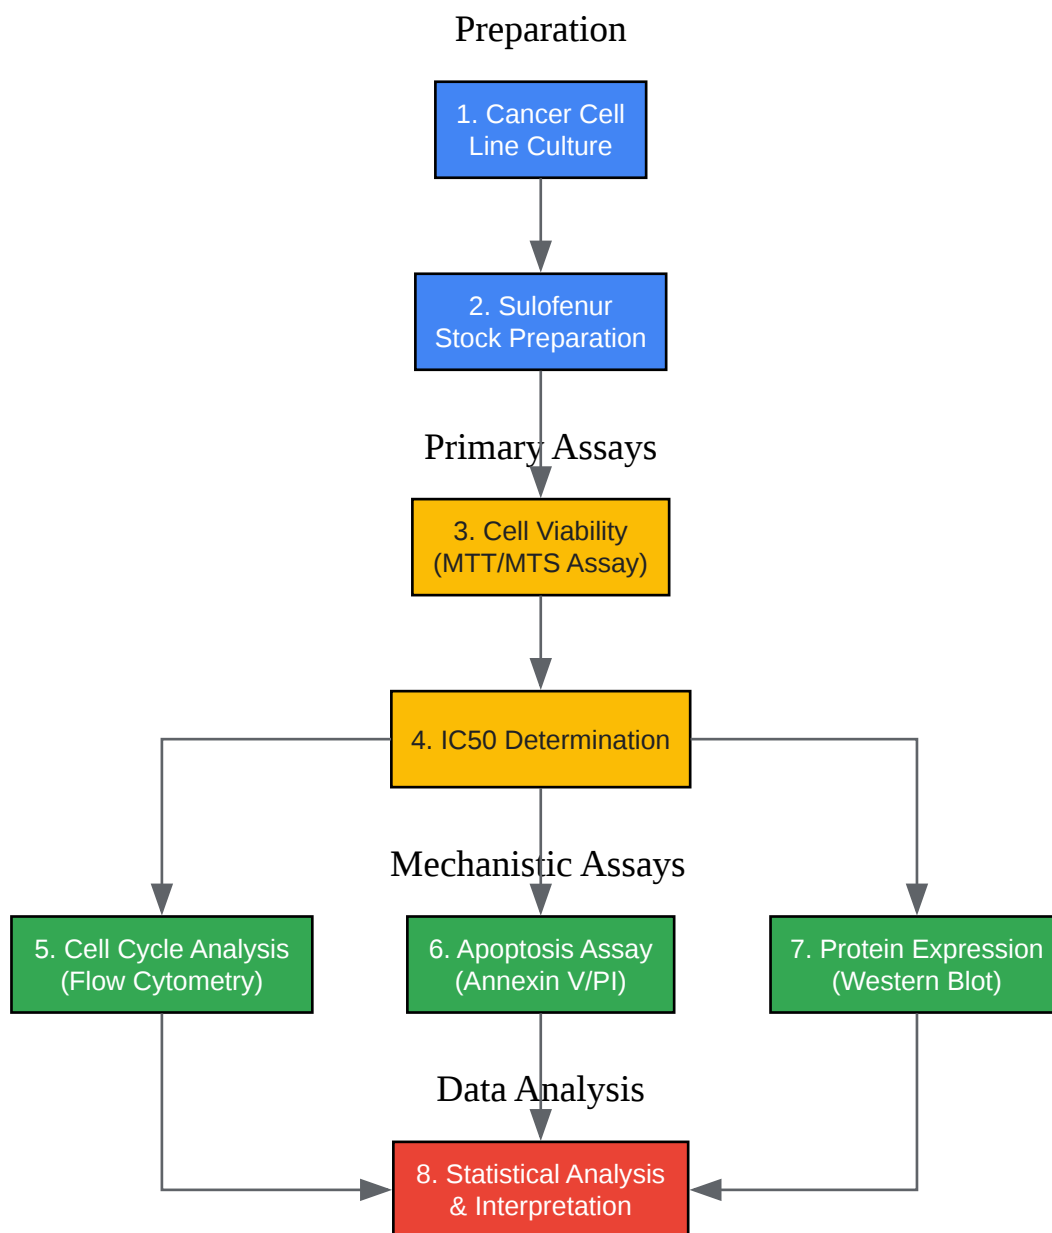 Preparation
1. Cancer Cell
Line Culture
2. Sulofenur
Stock Preparation
Primary Assays
3. Cell Viability
(MTT/MTS Assay)
4. IC50 Determination
Mechanistic Assays
5. Cell Cycle Analysis
(Flow Cytometry)
6. Apoptosis Assay
(Annexin V/PI)
7. Protein Expression
(Western Blot)
Data Analysis
8. Statistical Analysis
& Interpretation